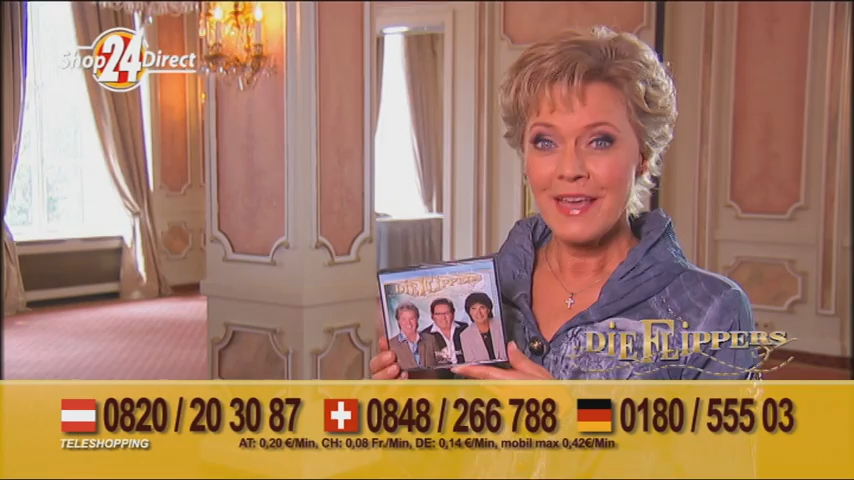 Shop 24 Direct
DIE FLIPPERS
DIE FLIPPERS
0820 / 20 30 87 0848 / 266 788 0180 / 555 03
TELESHOPPING AT: 0,20 €/Min, CH: 0,08 Fr./Min, DE: 0,14 €/Min, mobil max 0,42€/Min